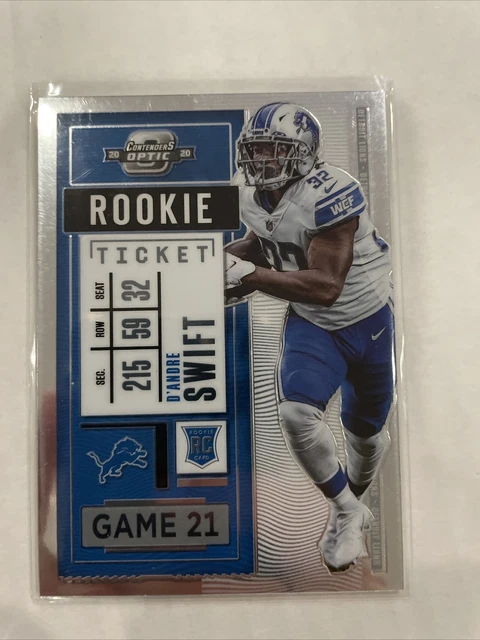 CONTENDERS
20 OPTIC 20
ROOKIE
TICKET
SEC. 215
ROW 59
SEAT 32
D'ANDRE
SWIFT
ROOKIE
RC
CARD
GAME 21
32
WCF
32